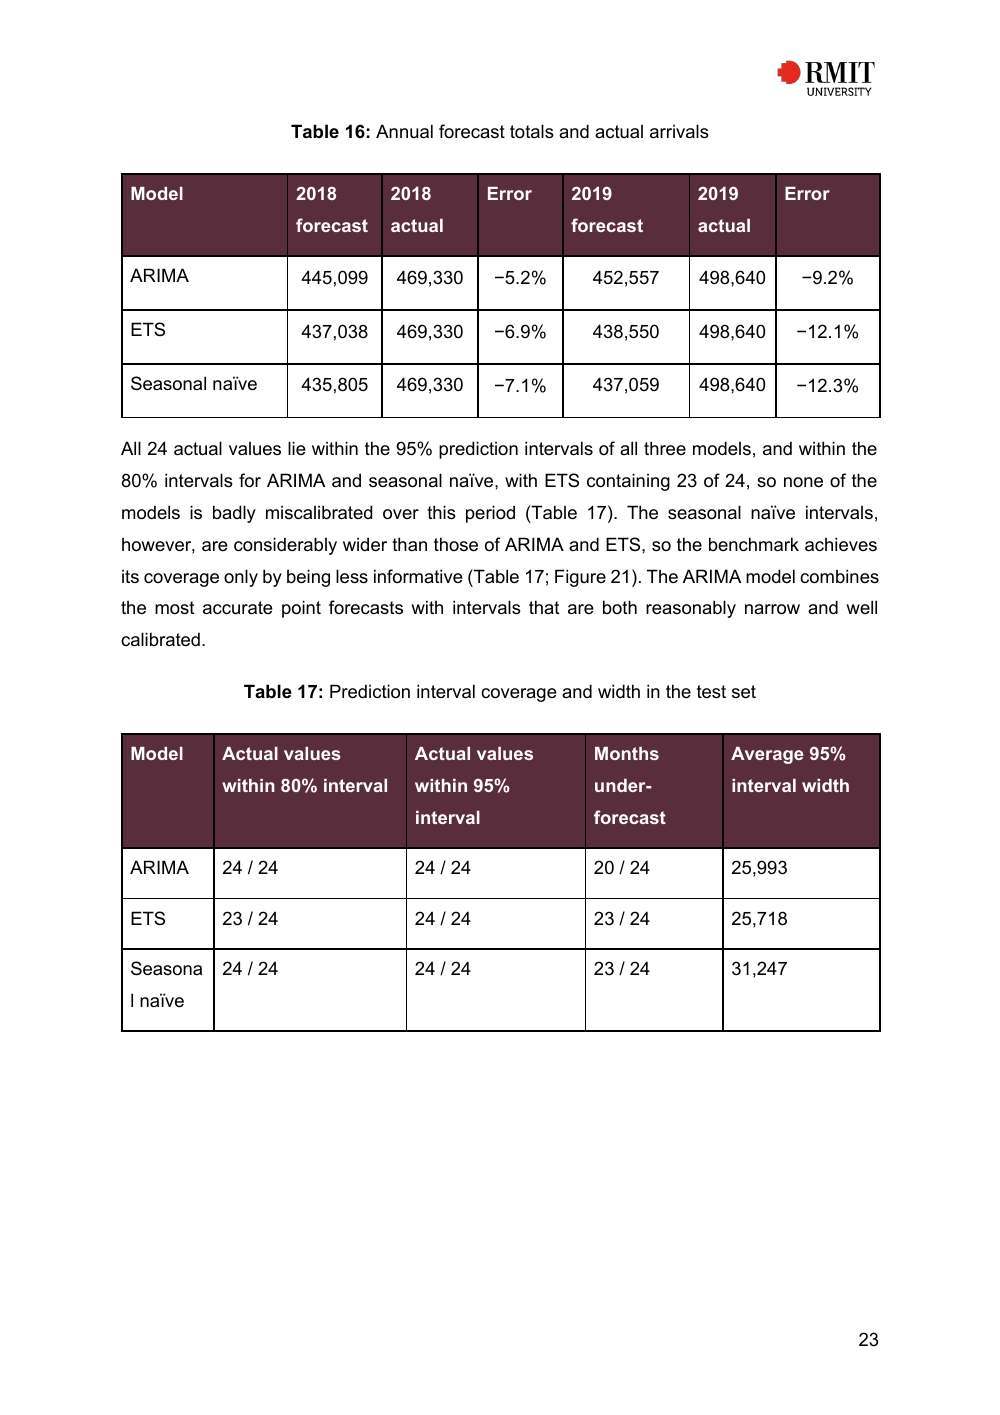 RMIT
UNIVERSITY
Table 16: Annual forecast totals and actual arrivals
Model 2018 forecast 2018 actual Error 2019 forecast 2019 actual Error
ARIMA 445,099 469,330 −5.2% 452,557 498,640 −9.2%
ETS 437,038 469,330 −6.9% 438,550 498,640 −12.1%
Seasonal naïve 435,805 469,330 −7.1% 437,059 498,640 −12.3%
All 24 actual values lie within the 95% prediction intervals of all three models, and within the
80% intervals for ARIMA and seasonal naïve, with ETS containing 23 of 24, so none of the
models is badly miscalibrated over this period (Table 17). The seasonal naïve intervals,
however, are considerably wider than those of ARIMA and ETS, so the benchmark achieves
its coverage only by being less informative (Table 17; Figure 21). The ARIMA model combines
the most accurate point forecasts with intervals that are both reasonably narrow and well
calibrated.
Table 17: Prediction interval coverage and width in the test set
Model Actual values within 80% interval Actual values within 95% interval Months under-forecast Average 95% interval width
ARIMA 24 / 24 24 / 24 20 / 24 25,993
ETS 23 / 24 24 / 24 23 / 24 25,718
Seasona 24 / 24 24 / 24 23 / 24 31,247
l naïve
23